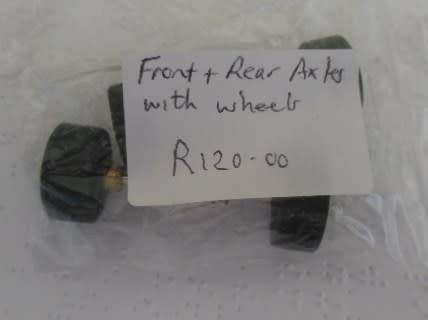 Front + Rear Axles
with wheels
R120-00